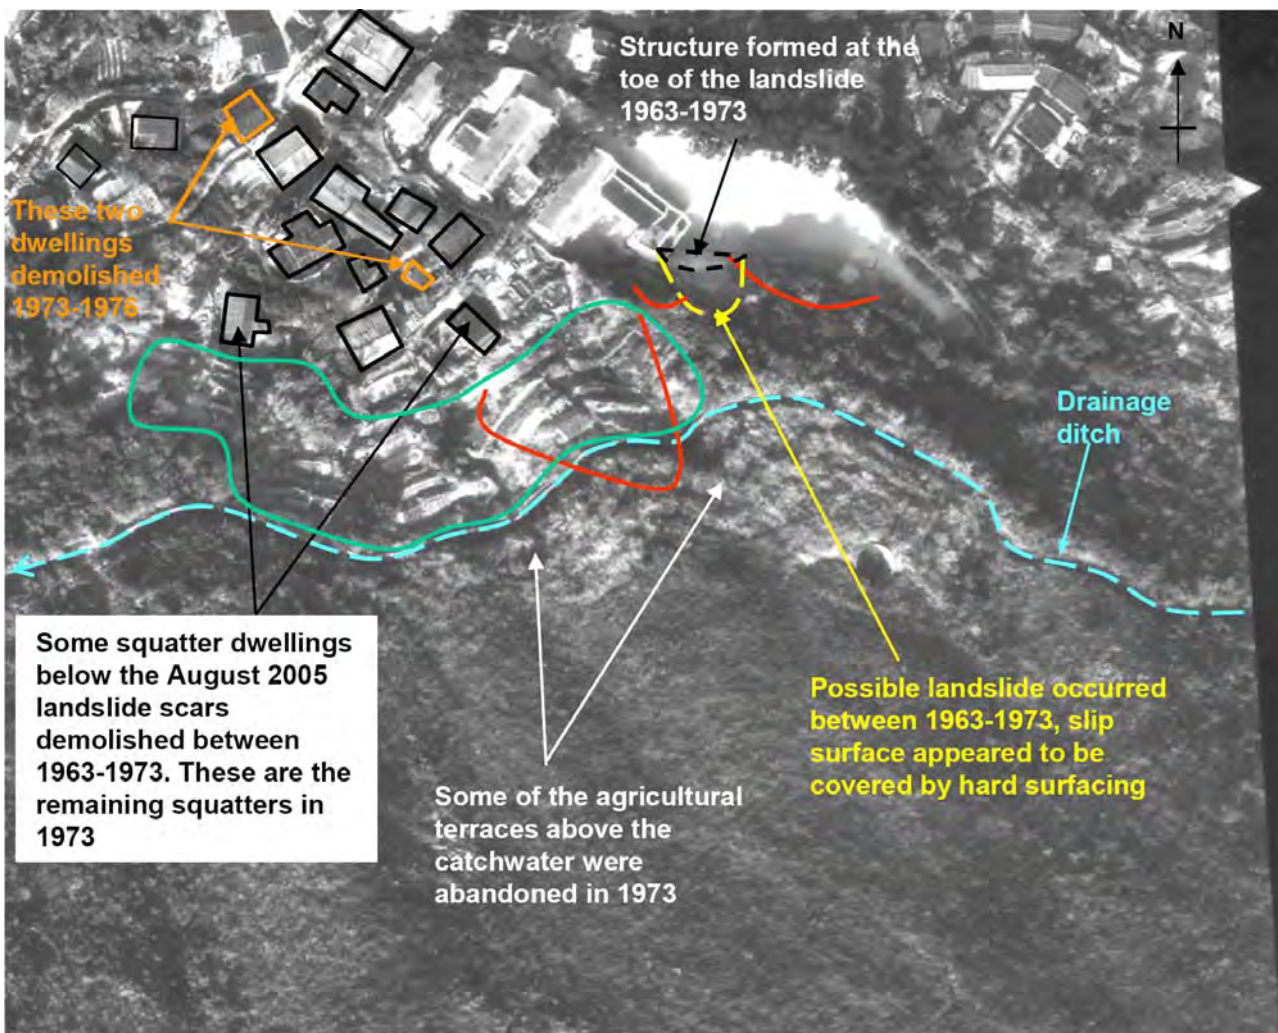 Structure formed at the
toe of the landslide
1963-1973
N
These two
dwellings
demolished
1973-1976
Drainage
ditch
Some squatter dwellings
below the August 2005
landslide scars
demolished between
1963-1973. These are the
remaining squatters in
1973
Possible landslide occurred
between 1963-1973, slip
surface appeared to be
covered by hard surfacing
Some of the agricultural
terraces above the
catchwater were
abandoned in 1973